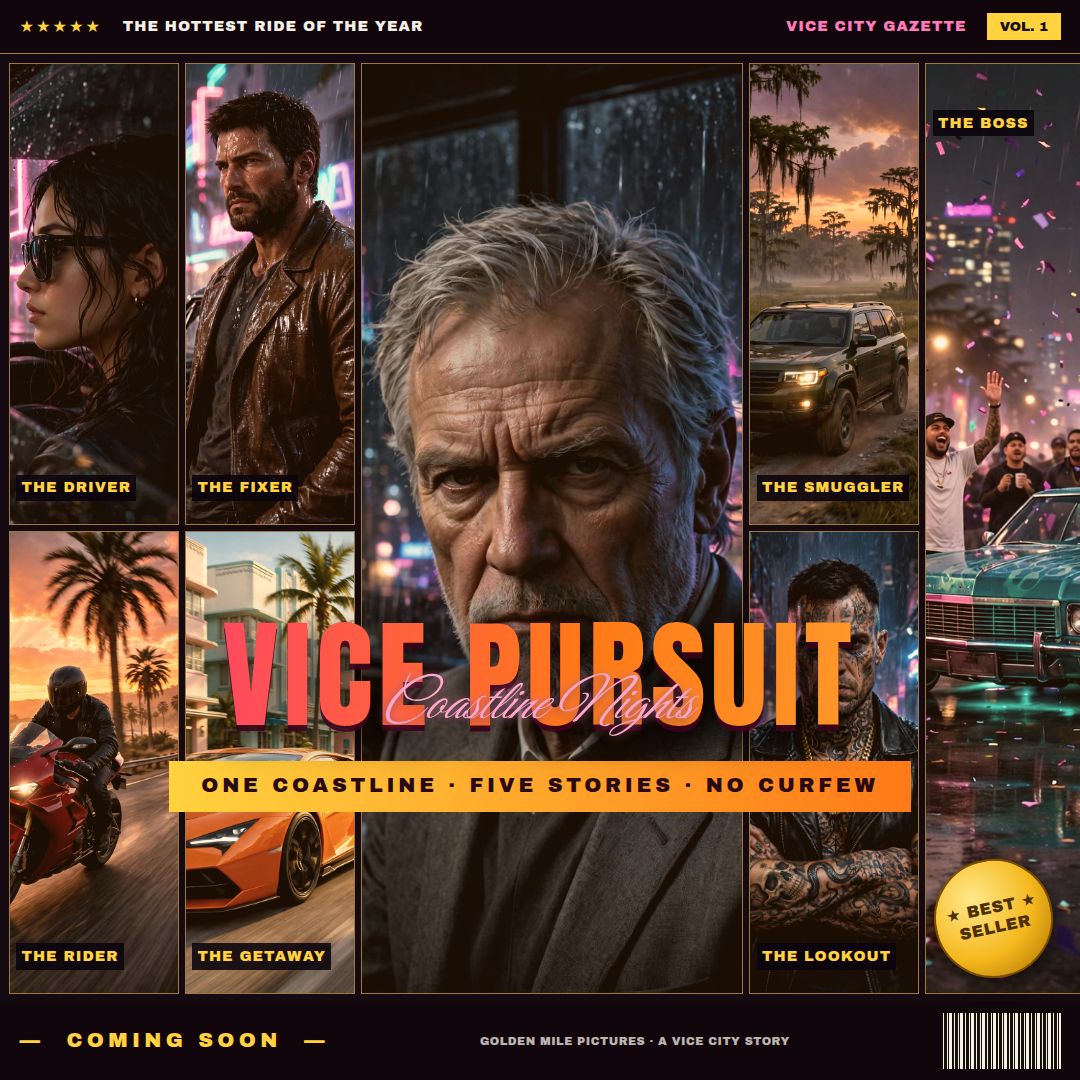 ★★★★★ THE HOTTEST RIDE OF THE YEAR
VICE CITY GAZETTE
VOL. 1
THE BOSS
THE DRIVER
THE FIXER
THE SMUGGLER
VICE PURSUIT
Coastline Nights
ONE COASTLINE · FIVE STORIES · NO CURFEW
THE RIDER
THE GETAWAY
THE LOOKOUT
★ BEST ★
SELLER
— COMING SOON —
GOLDEN MILE PICTURES · A VICE CITY STORY